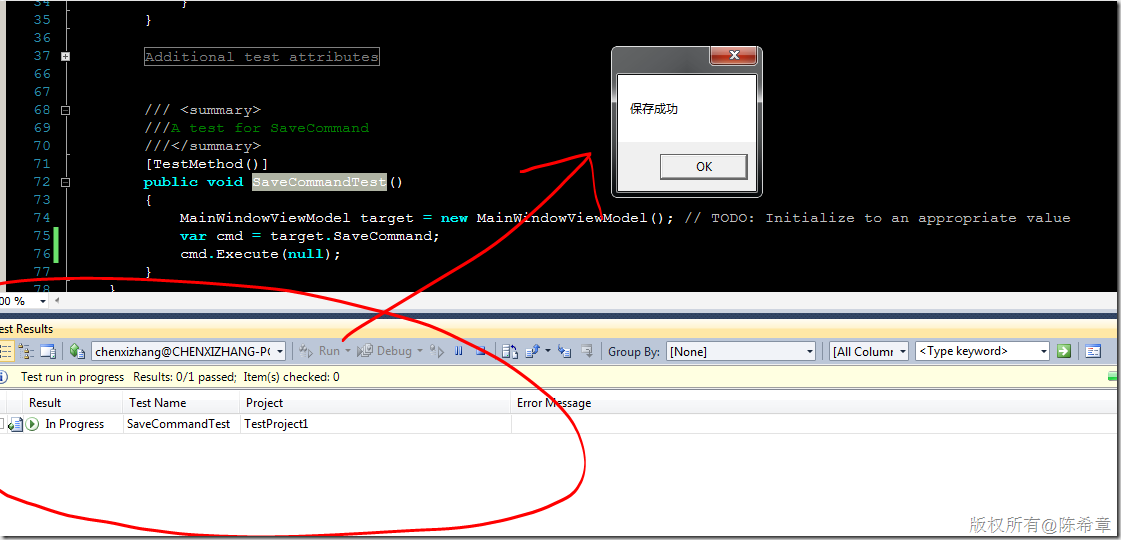 34 }
35 }
36
37 Additional test attributes
66
67
68 /// <summary>
69 ///A test for SaveCommand
70 ///</summary>
71 [TestMethod()]
72 public void SaveCommandTest()
73 {
74 MainWindowViewModel target = new MainWindowViewModel(); // TODO: Initialize to an appropriate value
75 var cmd = target.SaveCommand;
76 cmd.Execute(null);
77 }
78 }
保存成功
OK
00 %
est Results
chenxizhang@CHENXIZHANG-PC Run Debug Group By: [None] [All Column <Type keyword>
Test run in progress Results: 0/1 passed; Item(s) checked: 0
Result Test Name Project Error Message
In Progress SaveCommandTest TestProject1
版权所有@陈希章